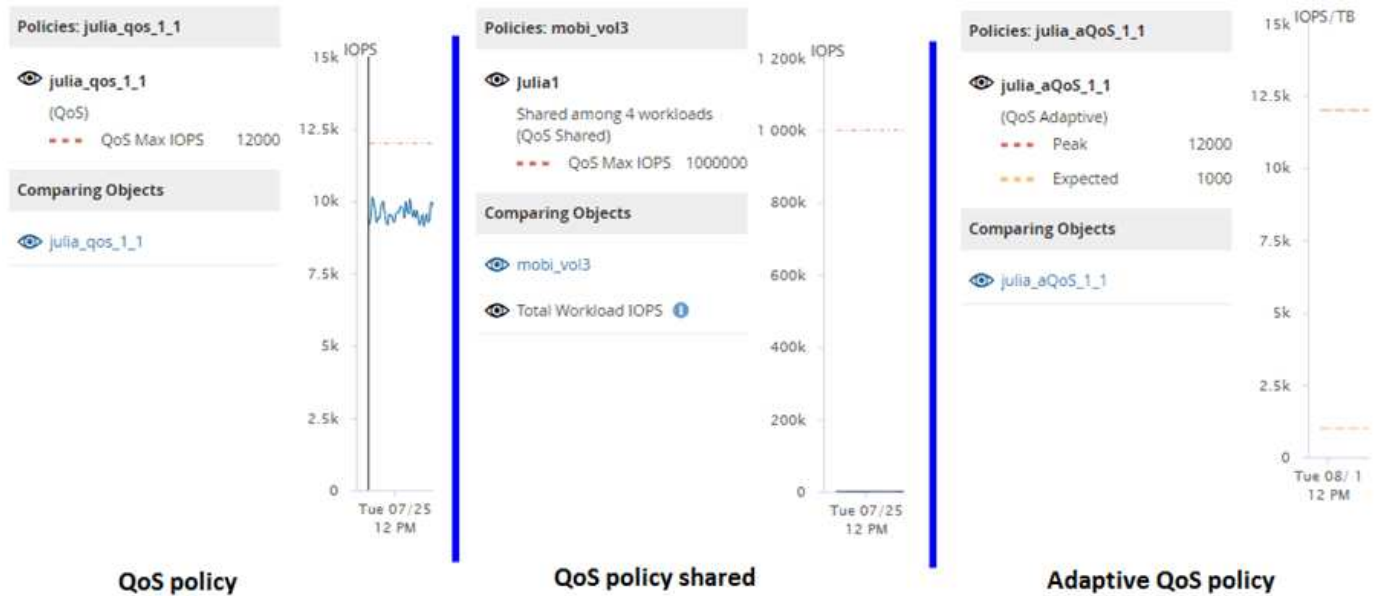 Policies: julia_qos_1_1
julia_qos_1_1
(QoS)
QoS Max IOPS 12000
Comparing Objects
julia_qos_1_1
IOPS
15k
12.5k
10k
7.5k
5k
2.5k
0
Tue 07/25
12 PM
QoS policy
Policies: mobi_vol3
Julia1
Shared among 4 workloads
(QoS Shared)
QoS Max IOPS 1000000
Comparing Objects
mobi_vol3
Total Workload IOPS i
IOPS
1 200k
1 000k
800k
600k
400k
200k
0
Tue 07/25
12 PM
QoS policy shared
Policies: julia_aQoS_1_1
julia_aQoS_1_1
(QoS Adaptive)
Peak 12000
Expected 1000
Comparing Objects
julia_aQoS_1_1
IOPS/TB
15k
12.5k
10k
7.5k
5k
2.5k
0
Tue 08/ 1
12 PM
Adaptive QoS policy